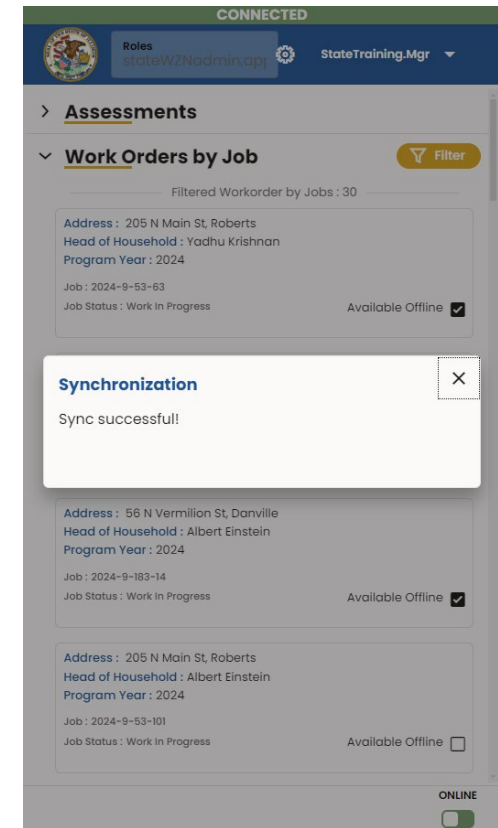 CONNECTED
Roles
stateWZNadmin,app
StateTraining.Mgr
Assessments
Work Orders by Job
Filter
Filtered Workorder by Jobs : 30
Address : 205 N Main St, Roberts
Head of Household : Yadhu Krishnan
Program Year : 2024
Job : 2024-9-53-63
Job Status : Work In Progress
Available Offline
Synchronization
Sync successful!
Address : 56 N Vermilion St, Danville
Head of Household : Albert Einstein
Program Year : 2024
Job : 2024-9-183-14
Job Status : Work In Progress
Available Offline
Address : 205 N Main St, Roberts
Head of Household : Albert Einstein
Program Year : 2024
Job : 2024-9-53-101
Job Status : Work In Progress
Available Offline
ONLINE